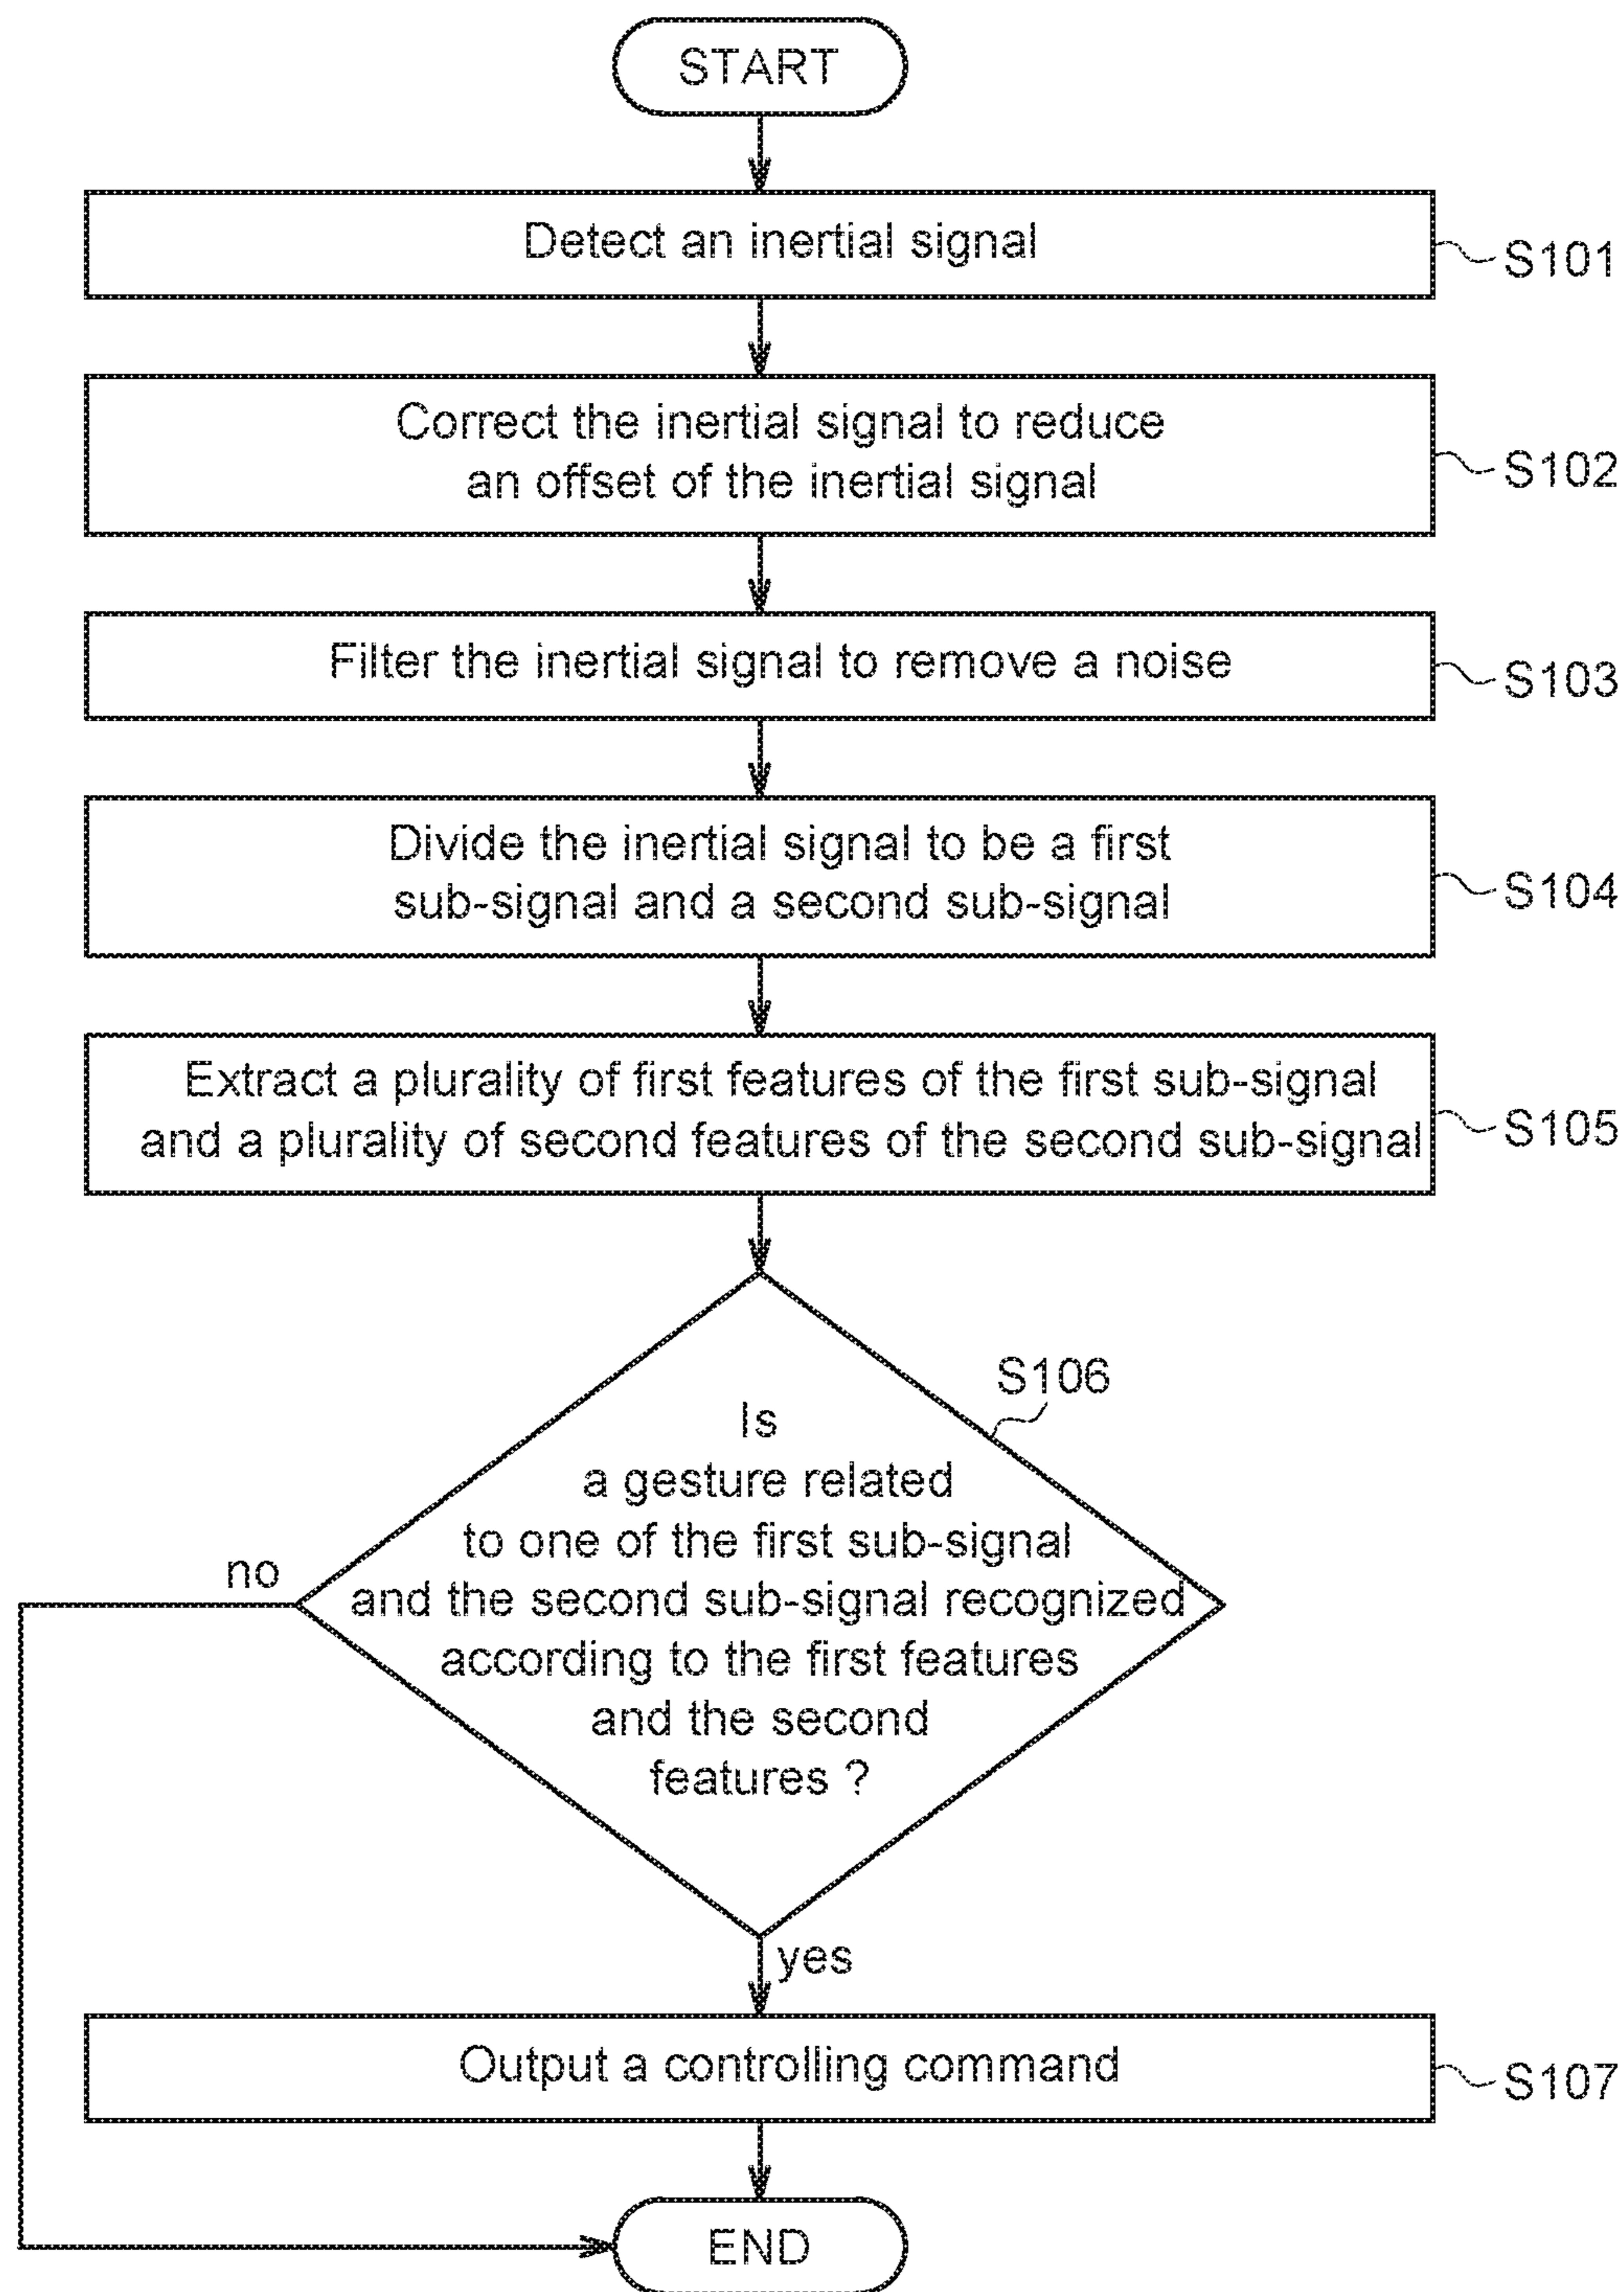 START
Detect an inertial signal
S101
Correct the inertial signal to reduce
an offset of the inertial signal
S102
Filter the inertial signal to remove a noise
S103
Divide the inertial signal to be a first
sub-signal and a second sub-signal
S104
Extract a plurality of first features of the first sub-signal
and a plurality of second features of the second sub-signal
S105
S106
Is
a gesture related
to one of the first sub-signal
and the second sub-signal recognized
according to the first features
and the second
features ?
no
yes
Output a controlling command
S107
END